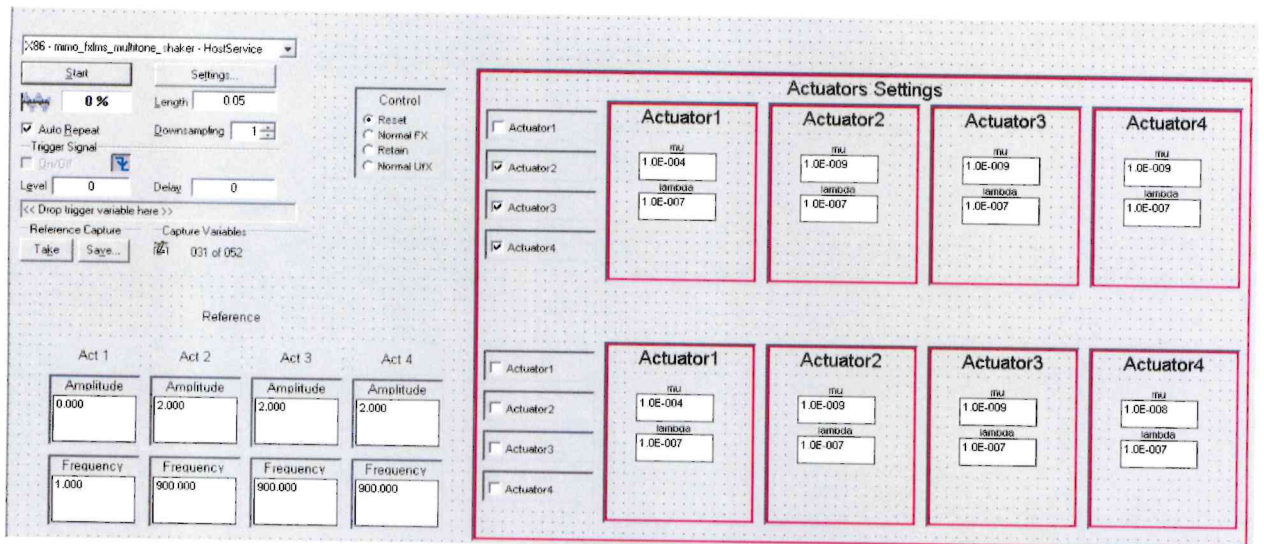 X86 - mimo_fxlms_multitone_shaker - HostService
Start
Settings...
0 %
Length 0.05
Auto Repeat
Downsampling 1
Trigger Signal
On/Off
Level 0
Delay 0
<< Drop trigger variable here >>
Reference Capture
Capture Variables
Take
Save...
031 of 052
Control
Reset
Normal FX
Retain
Normal UfX
Actuators Settings
Actuator1
Actuator2
Actuator3
Actuator4
Actuator1
mu
1.0E-004
lambda
1.0E-007
Actuator2
mu
1.0E-009
lambda
1.0E-007
Actuator3
mu
1.0E-009
lambda
1.0E-007
Actuator4
mu
1.0E-009
lambda
1.0E-007
Reference
Act 1
Act 2
Act 3
Act 4
Amplitude
0.000
Amplitude
2.000
Amplitude
2.000
Amplitude
2.000
Frequency
1.000
Frequency
900.000
Frequency
900.000
Frequency
900.000
Actuator1
Actuator2
Actuator3
Actuator4
Actuator1
mu
1.0E-004
lambda
1.0E-007
Actuator2
mu
1.0E-009
lambda
1.0E-007
Actuator3
mu
1.0E-009
lambda
1.0E-007
Actuator4
mu
1.0E-008
lambda
1.0E-007